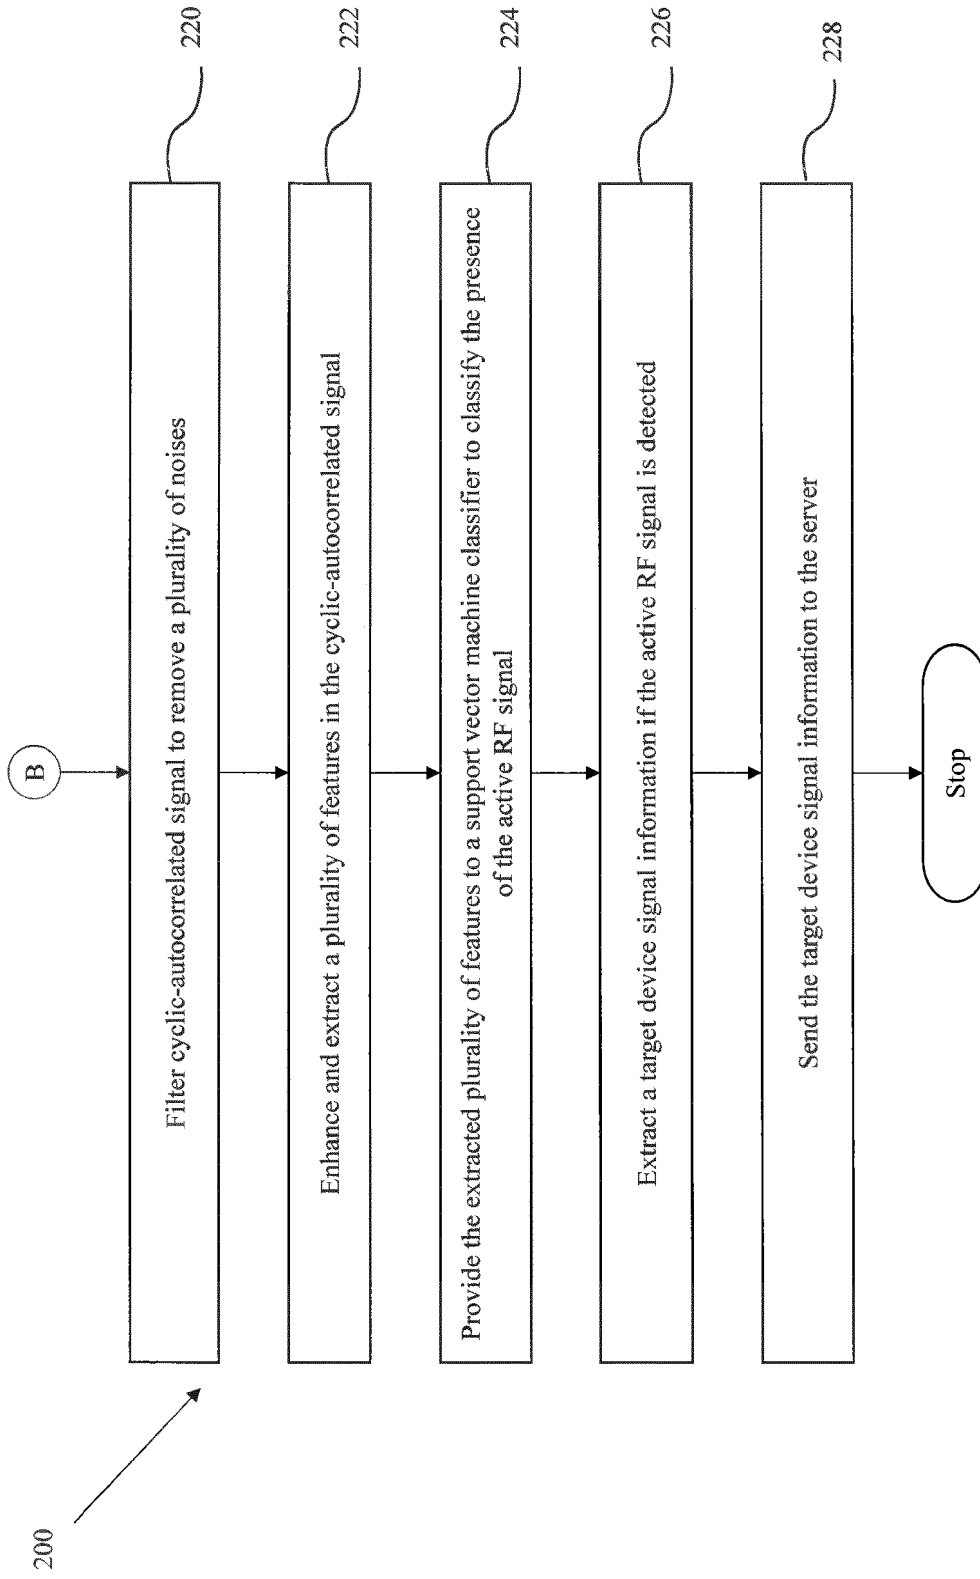 200
B
Filter cyclic-autocorrelated signal to remove a plurality of noises
220
Enhance and extract a plurality of features in the cyclic-autocorrelated signal
222
Provide the extracted plurality of features to a support vector machine classifier to classify the presence
of the active RF signal
224
Extract a target device signal information if the active RF signal is detected
226
Send the target device signal information to the server
228
Stop